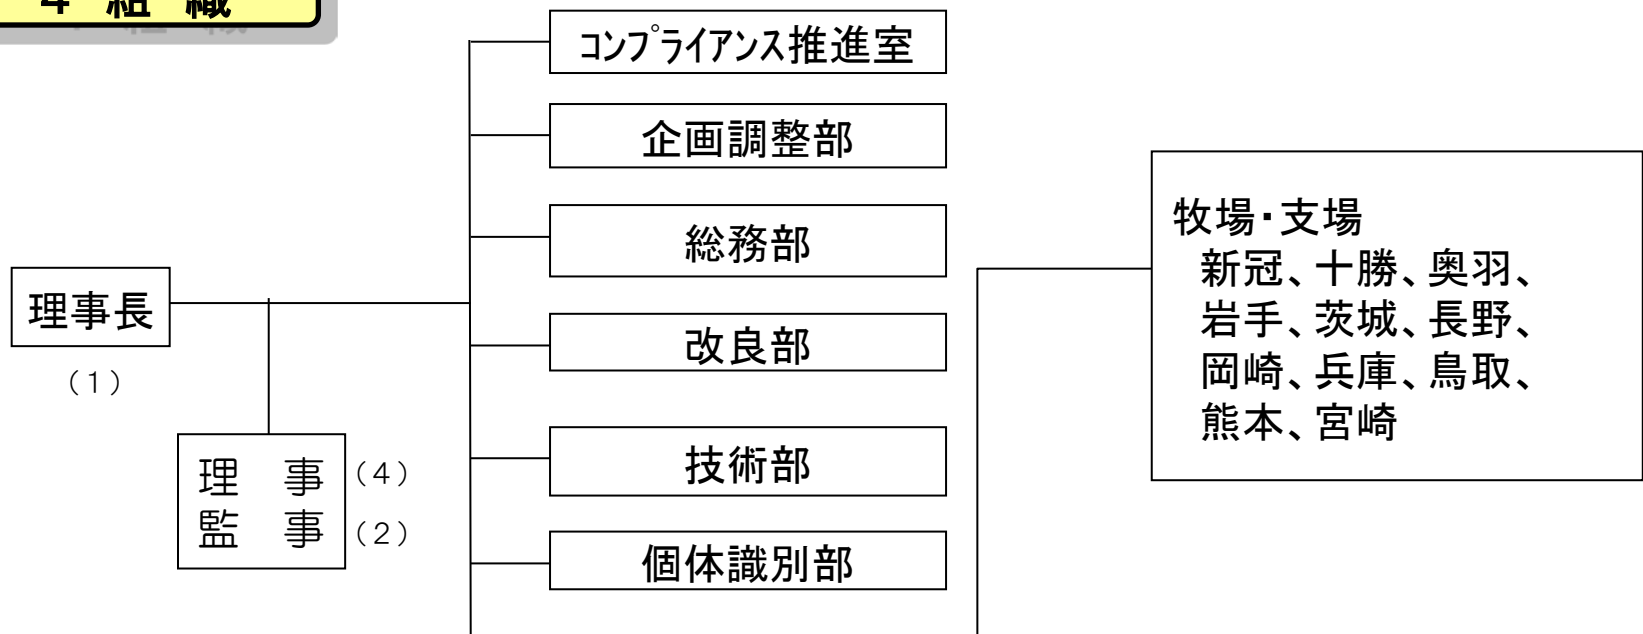 4 組 織
コンプライアンス推進室
企画調整部
総務部
改良部
技術部
個体識別部
理事長
（1）
理　事（4）
監　事（2）
牧場・支場
新冠、十勝、奥羽、
岩手、茨城、長野、
岡崎、兵庫、鳥取、
熊本、宮崎